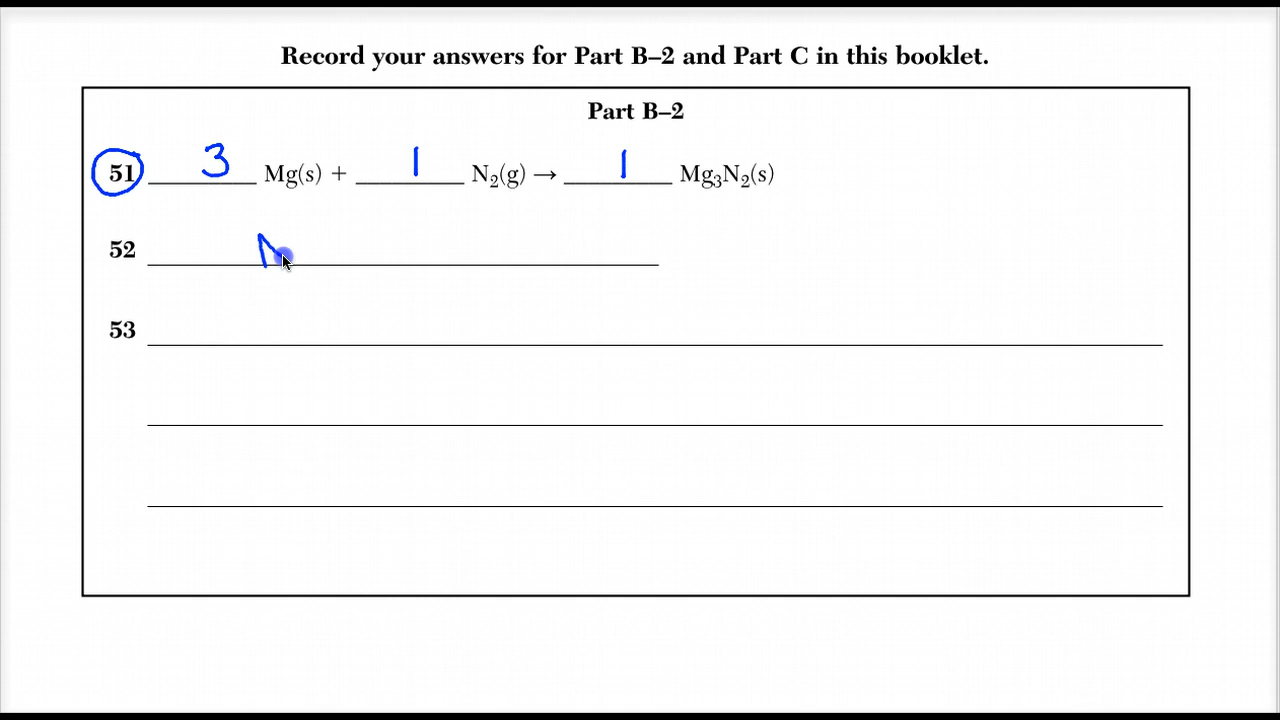 Record your answers for Part B–2 and Part C in this booklet.
Part B–2
51 3 Mg(s) + 1 N₂(g) → 1 Mg₃N₂(s)
52
53